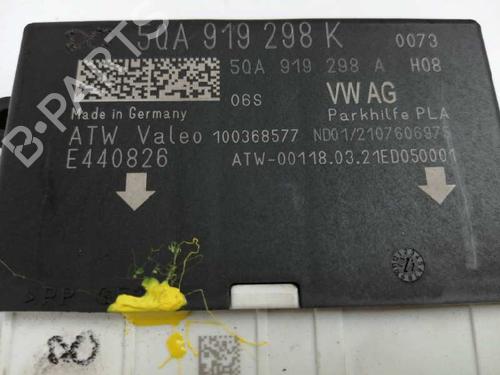 5QA 919 298 K 0073
5QA 919 298 A H08
06S VW AG
Made in Germany Parkhilfe PLA
ATW Valeo 100368577 ND01/2107606975
E440826 ATW-00118.03.21ED050001
B-PARTS